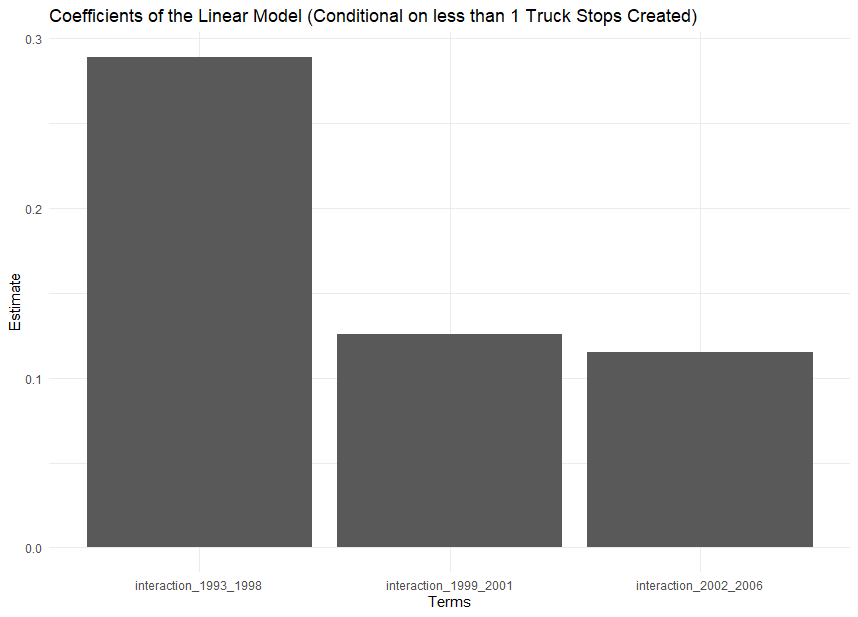 Coefficients of the Linear Model (Conditional on less than 1 Truck Stops Created)
0.3
0.2
0.1
0.0
Estimate
interaction_1993_1998
interaction_1999_2001
interaction_2002_2006
Terms